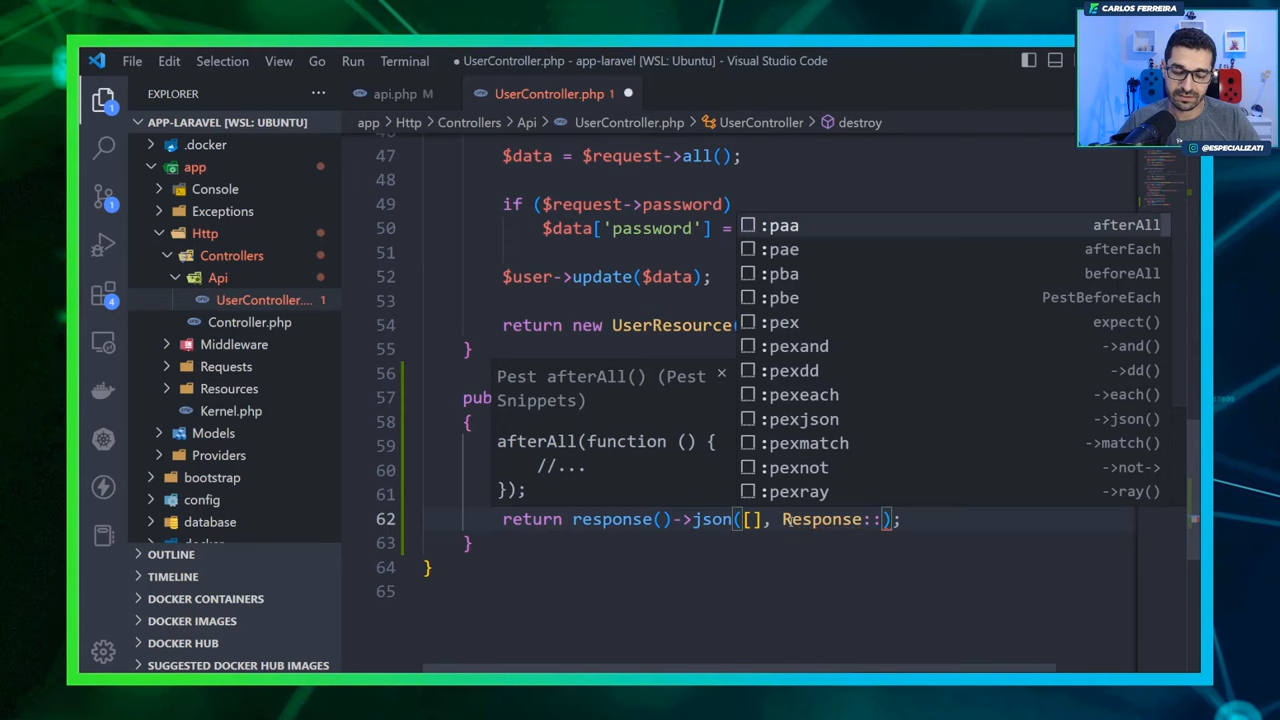 CARLOS FERREIRA
@ESPECIALIZATI
File Edit Selection View Go Run Terminal
● UserController.php - app-laravel [WSL: Ubuntu] - Visual Studio Code
EXPLORER ···
api.php M
UserController.php 1 ●
APP-LARAVEL [WSL: UBUNTU]
app > Http > Controllers > Api > UserController.php > UserController > destroy
.docker
app
Console
Exceptions
Http
Controllers
Api
UserController.... 1
Controller.php
Middleware
Requests
Resources
Kernel.php
Models
Providers
bootstrap
config
database
OUTLINE
TIMELINE
DOCKER CONTAINERS
DOCKER IMAGES
DOCKER HUB
SUGGESTED DOCKER HUB IMAGES
1
1
4
47 $data = $request->all();
48
49 if ($request->password)
50 $data['password'] =
51
52 $user->update($data);
53
54 return new UserResource(
55 }
56
57 pub
58 {
59
60
61
62 return response()->json([], Response::);
63 }
64 }
65
Pest afterAll() (Pest ×
Snippets)
afterAll(function () {
//...
});
:paa afterAll
:pae afterEach
:pba beforeAll
:pbe PestBeforeEach
:pex expect()
:pexand ->and()
:pexdd ->dd()
:pexeach ->each()
:pexjson ->json()
:pexmatch ->match()
:pexnot ->not->
:pexray ->ray()